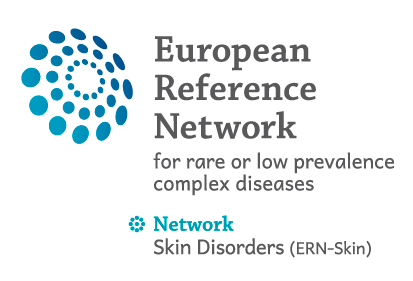 European
Reference
Network
for rare or low prevalence
complex diseases
Network
Skin Disorders (ERN-Skin)